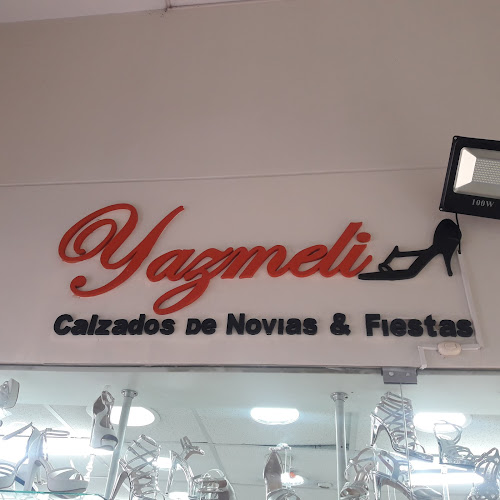 Yazmeli
Calzados de Novias & Fiestas
100W